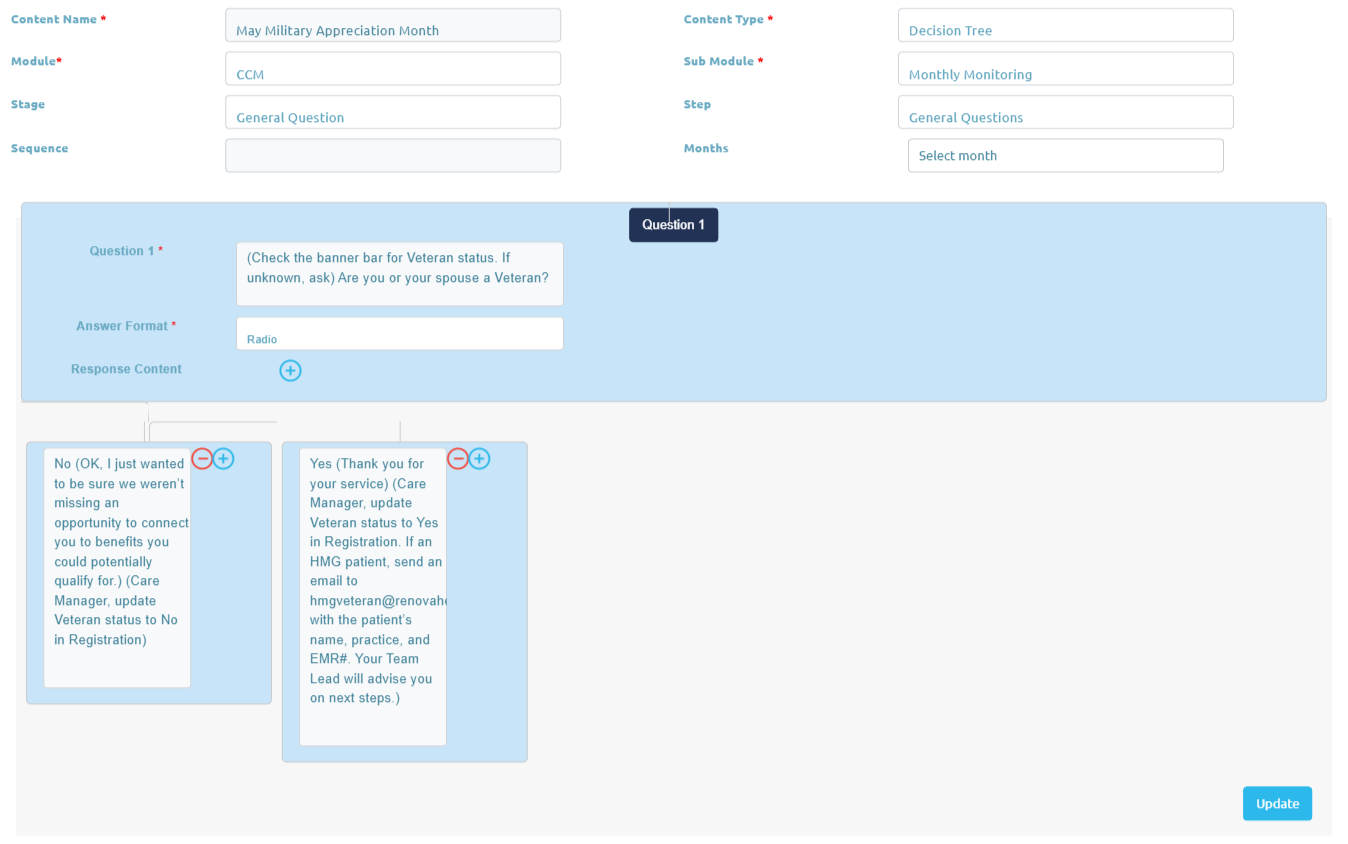 Content Name *
May Military Appreciation Month
Content Type *
Decision Tree
Module*
CCM
Sub Module *
Monthly Monitoring
Stage
General Question
Step
General Questions
Sequence
Months
Select month
Question 1
Question 1 *
(Check the banner bar for Veteran status. If
unknown, ask) Are you or your spouse a Veteran?
Answer Format *
Radio
Response Content
No (OK, I just wanted
to be sure we weren't
missing an
opportunity to connect
you to benefits you
could potentially
qualify for.) (Care
Manager, update
Veteran status to No
in Registration)
Yes (Thank you for
your service) (Care
Manager, update
Veteran status to Yes
in Registration. If an
HMG patient, send an
email to
hmgveteran@renovahe
with the patient's
name, practice, and
EMR#. Your Team
Lead will advise you
on next steps.)
Update